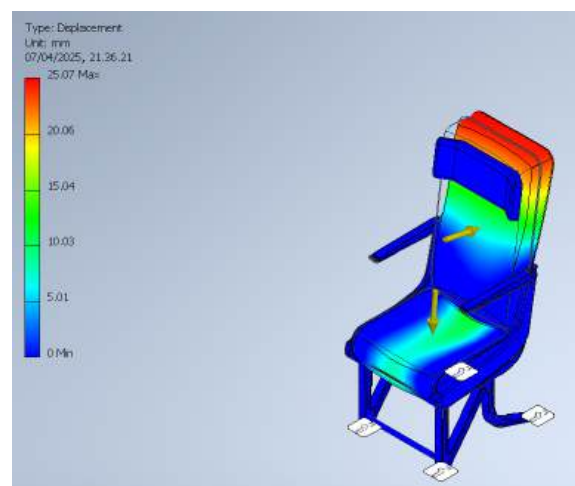 Type: Displacement
Unit: mm
07/04/2025, 21.36.21
25.07 Max
20.06
15.04
10.03
5.01
0 Min